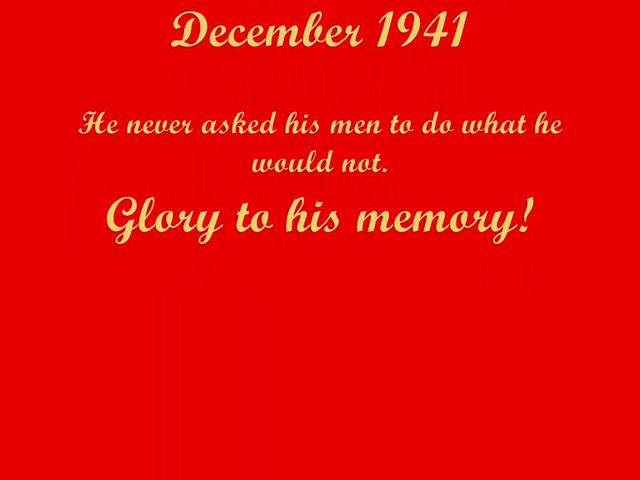 December 1941
He never asked his men to do what he
would not.
Glory to his memory!